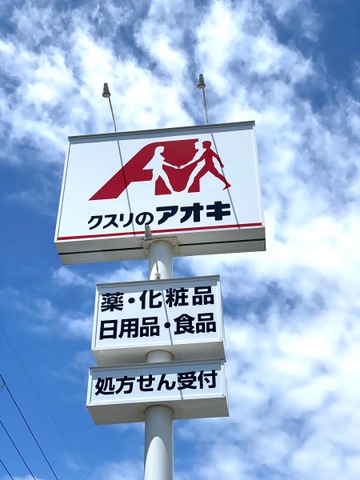 クスリのアオキ
薬・化粧品
日用品・食品
処方せん受付